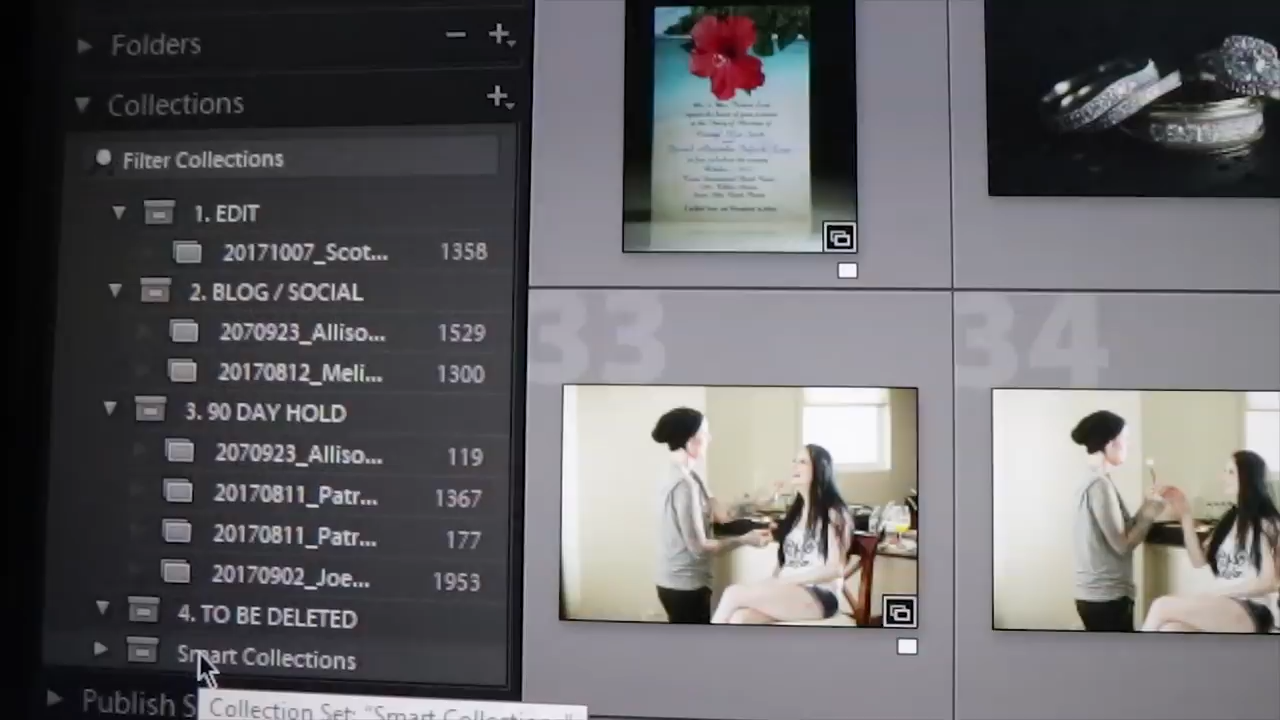 Folders
Collections
Filter Collections
1. EDIT
20171007_Scot... 1358
2. BLOG / SOCIAL
2070923_Alliso... 1529
20170812_Meli... 1300
3. 90 DAY HOLD
2070923_Alliso... 119
20170811_Patr... 1367
20170811_Patr... 177
20170902_Joe... 1953
4. TO BE DELETED
Smart Collections
Publish S
Collection Set: "Smart Collections"
33
34